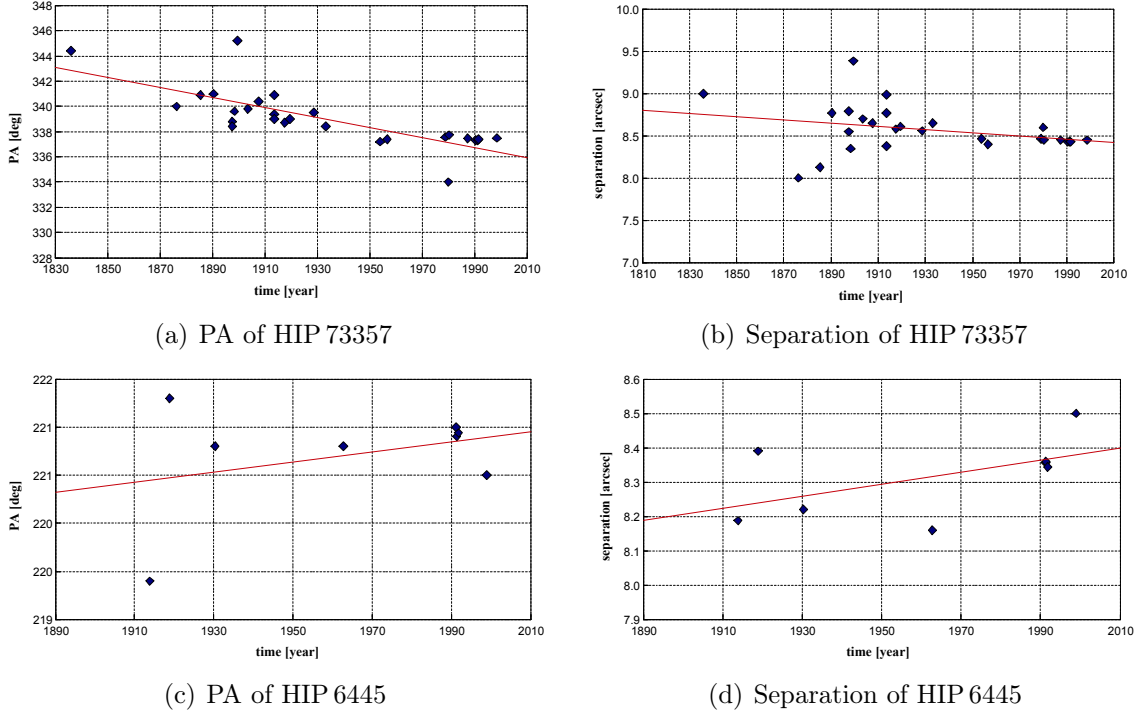 348
346
344
342
340
338
336
334
332
330
328
PA [deg]
1830 1850 1870 1890 1910 1930 1950 1970 1990 2010
time [year]
(a) PA of HIP 73357
10.0
9.5
9.0
8.5
8.0
7.5
7.0
separation [arcsec]
1810 1830 1850 1870 1890 1910 1930 1950 1970 1990 2010
time [year]
(b) Separation of HIP 73357
222
221
221
220
220
219
PA [deg]
1890 1910 1930 1950 1970 1990 2010
time [year]
(c) PA of HIP 6445
8.6
8.5
8.4
8.3
8.2
8.1
8.0
7.9
separation [arcsec]
1890 1910 1930 1950 1970 1990 2010
time [year]
(d) Separation of HIP 6445